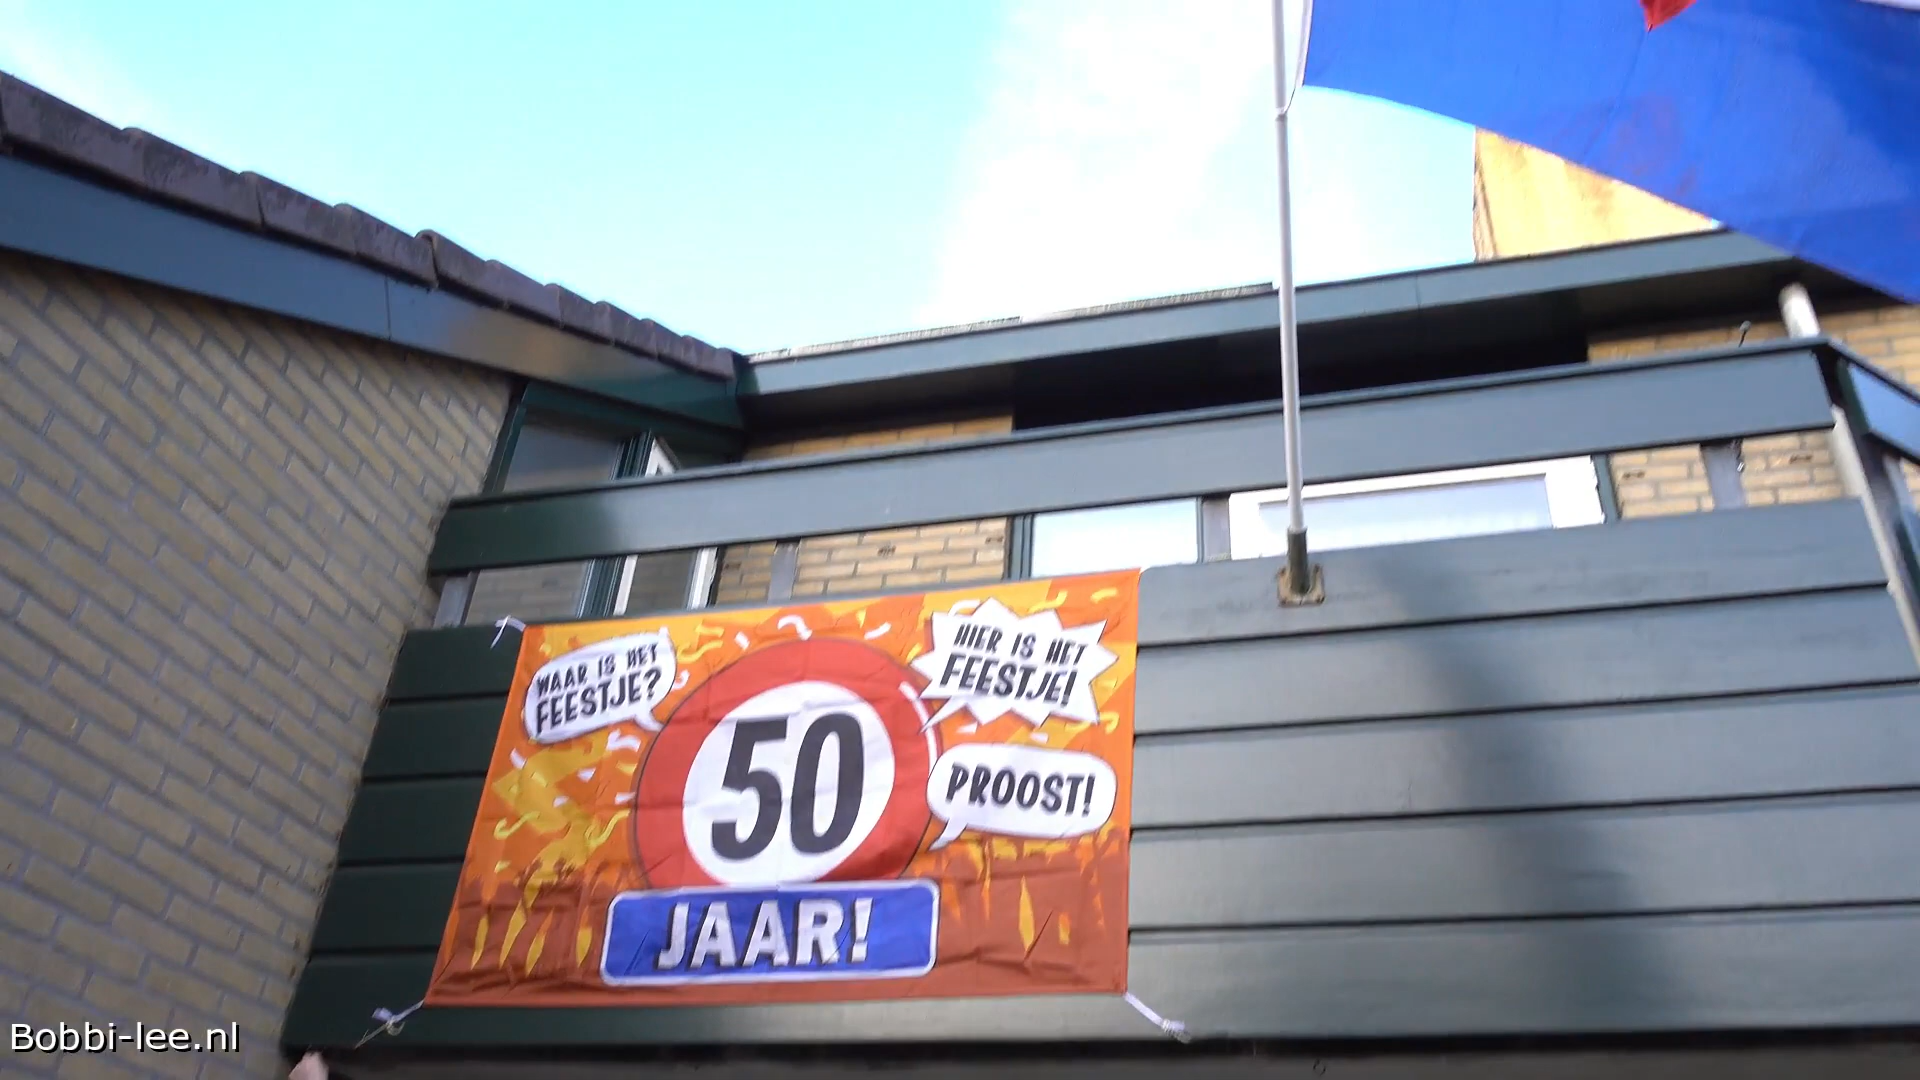 WAAR IS HET
FEESTJE?
HIER IS HET
FEESTJE!
50
PROOST!
JAAR!
Bobbi-lee.nl